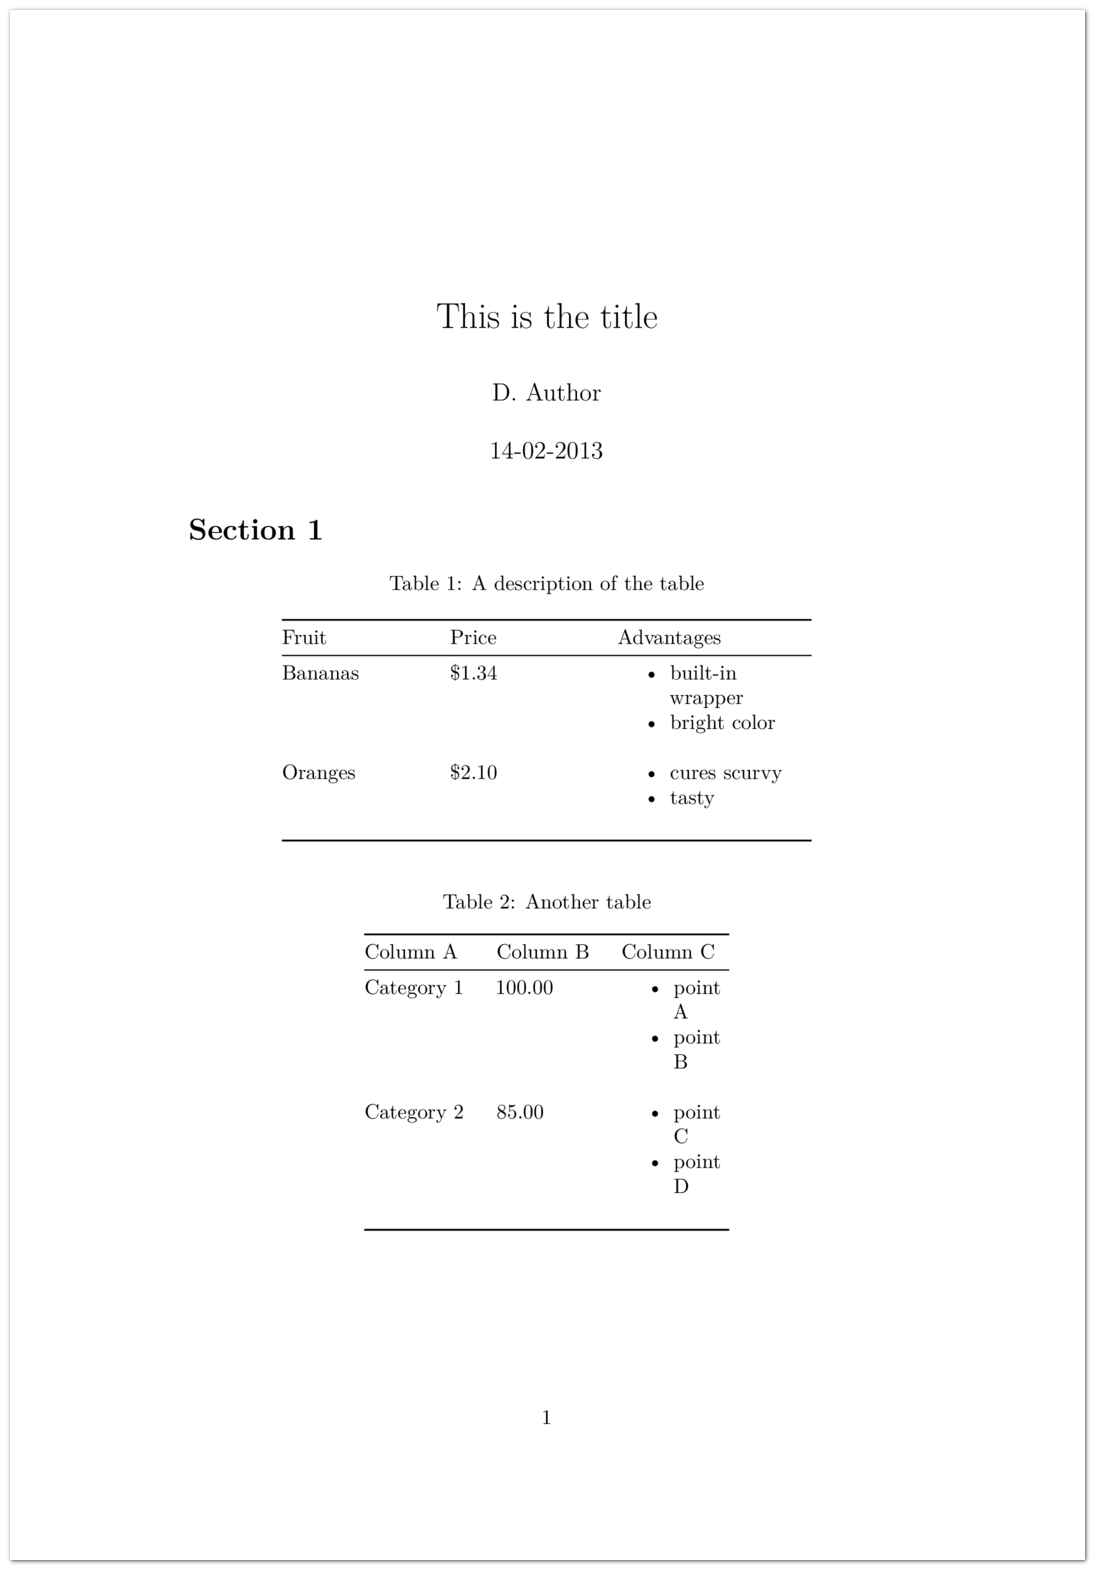 This is the title
D. Author
14-02-2013
Section 1
Table 1: A description of the table
Fruit Price Advantages
Bananas $1.34 • built-in
wrapper
• bright color
Oranges $2.10 • cures scurvy
• tasty
Table 2: Another table
Column A Column B Column C
Category 1 100.00 • point
A
• point
B
Category 2 85.00 • point
C
• point
D
1